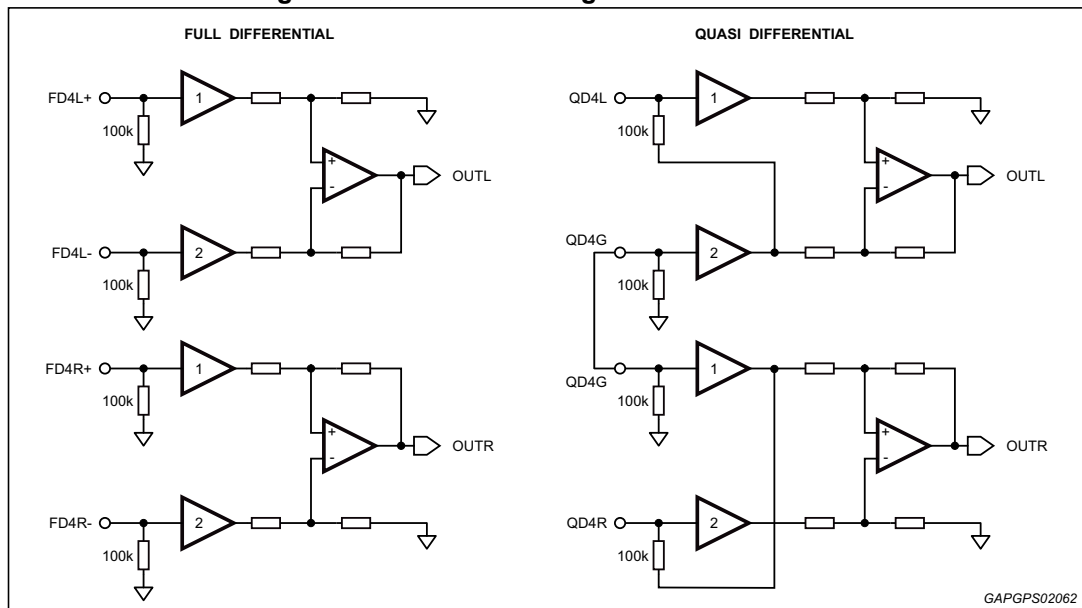 FULL DIFFERENTIAL
FD4L+
100k
1
+
-
OUTL
FD4L-
100k
2
FD4R+
100k
1
+
-
OUTR
FD4R-
100k
2
QUASI DIFFERENTIAL
QD4L
100k
1
+
-
OUTL
QD4G
100k
2
QD4G
100k
1
+
-
OUTR
QD4R
100k
2
GAPGPS02062